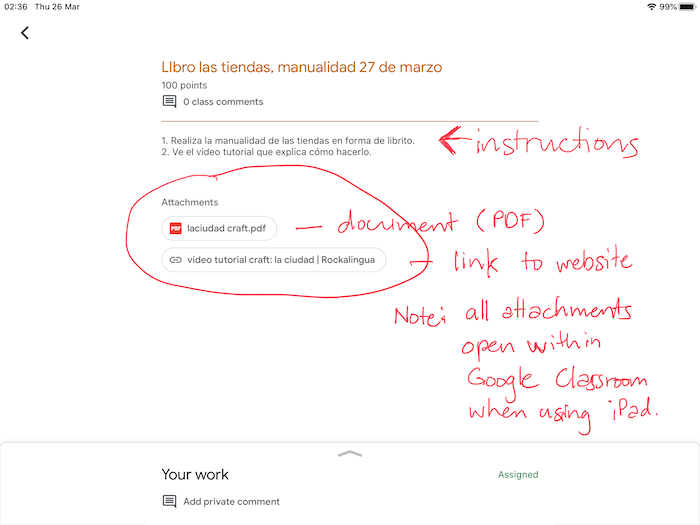 02:36 Thu 26 Mar 99%
LIbro las tiendas, manualidad 27 de marzo
100 points
0 class comments
1. Realiza la manualidad de las tiendas en forma de librito.
2. Ve el video tutorial que explica cómo hacerlo.
instructions
Attachments
PDF laciudad craft.pdf
document (PDF)
video tutorial craft: la ciudad | Rockalingua
link to website
Note: all attachments
open within
Google Classroom
when using iPad.
Your work Assigned
Add private comment